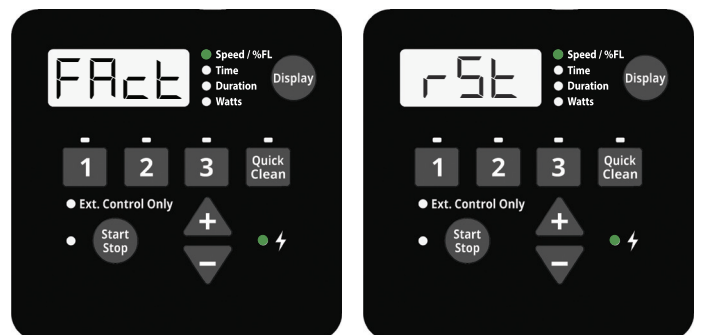 FAct
Speed / %FL
Time
Duration
Watts
Display
1 2 3 Quick Clean
Ext. Control Only
Start Stop
+
−
rSt
Speed / %FL
Time
Duration
Watts
Display
1 2 3 Quick Clean
Ext. Control Only
Start Stop
+
−